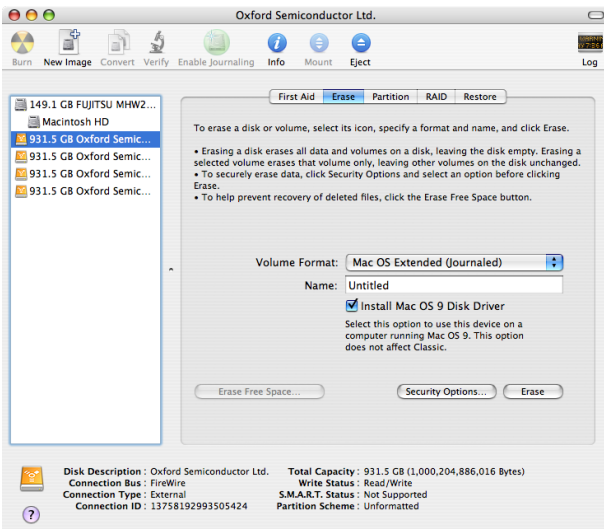 Oxford Semiconductor Ltd.
Burn New Image Convert Verify Enable Journaling Info Mount Eject Log
149.1 GB FUJITSU MHW2...
Macintosh HD
931.5 GB Oxford Semic...
931.5 GB Oxford Semic...
931.5 GB Oxford Semic...
931.5 GB Oxford Semic...
First Aid Erase Partition RAID Restore
To erase a disk or volume, select its icon, specify a format and name, and click Erase.
• Erasing a disk erases all data and volumes on a disk, leaving the disk empty. Erasing a
selected volume erases that volume only, leaving other volumes on the disk unchanged.
• To securely erase data, click Security Options and select an option before clicking
Erase.
• To help prevent recovery of deleted files, click the Erase Free Space button.
Volume Format: Mac OS Extended (Journaled)
Name: Untitled
Install Mac OS 9 Disk Driver
Select this option to use this device on a
computer running Mac OS 9. This option
does not affect Classic.
Erase Free Space... Security Options... Erase
Disk Description : Oxford Semiconductor Ltd. Total Capacity : 931.5 GB (1,000,204,886,016 Bytes)
Connection Bus : FireWire Write Status : Read/Write
Connection Type : External S.M.A.R.T. Status : Not Supported
Connection ID : 13758192993505424 Partition Scheme : Unformatted